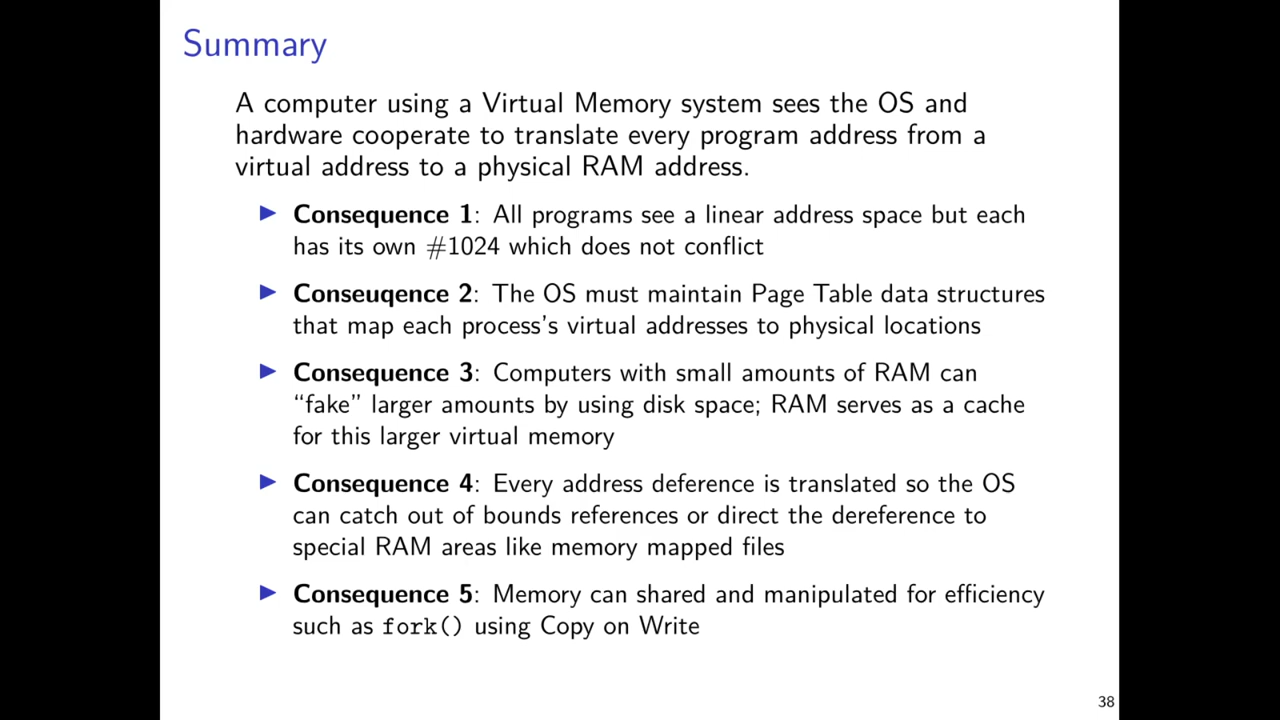 Summary
A computer using a Virtual Memory system sees the OS and
hardware cooperate to translate every program address from a
virtual address to a physical RAM address.
▶ Consequence 1: All programs see a linear address space but each
has its own #1024 which does not conflict
▶ Conseuqence 2: The OS must maintain Page Table data structures
that map each process's virtual addresses to physical locations
▶ Consequence 3: Computers with small amounts of RAM can
“fake” larger amounts by using disk space; RAM serves as a cache
for this larger virtual memory
▶ Consequence 4: Every address deference is translated so the OS
can catch out of bounds references or direct the dereference to
special RAM areas like memory mapped files
▶ Consequence 5: Memory can shared and manipulated for efficiency
such as fork() using Copy on Write
38